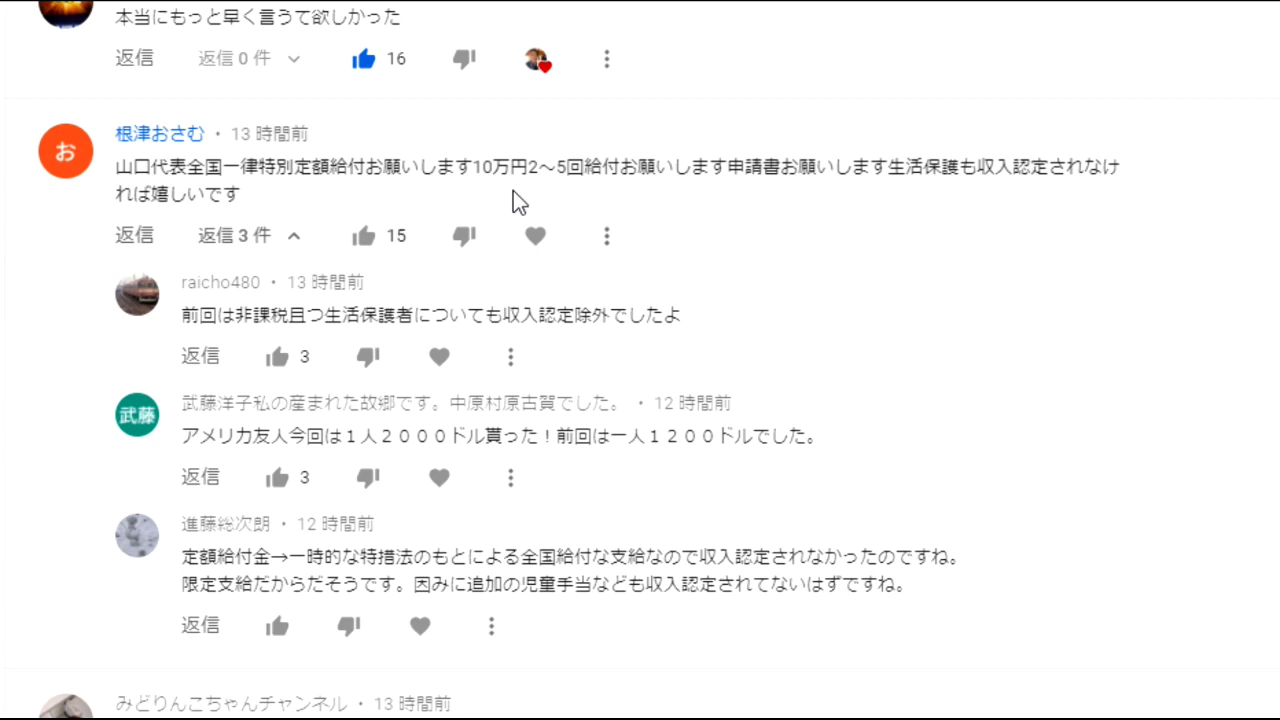 本当にもっと早く言うて欲しかった
返信 返信 0 件 16
お 根津おさむ • 13 時間前
山口代表全国一律特別定額給付お願いします10万円2～5回給付お願いします申請書お願いします生活保護も収入認定されなけ
れば嬉しいです
返信 返信 3 件 15
raicho480 • 13 時間前
前回は非課税且つ生活保護者についても収入認定除外でしたよ
返信 3
武藤 武藤洋子私の産まれた故郷です。中原村原古賀でした。 • 12 時間前
アメリカ友人今回は１人２０００ドル貰った！前回は一人１２００ドルでした。
返信 3
進藤総次朗 • 12 時間前
定額給付金→一時的な特措法のもとによる全国給付な支給なので収入認定されなかったのですね。
限定支給だからだそうです。因みに追加の児童手当なども収入認定されてないはずですね。
返信
みどりんこちゃんチャンネル • 13 時間前